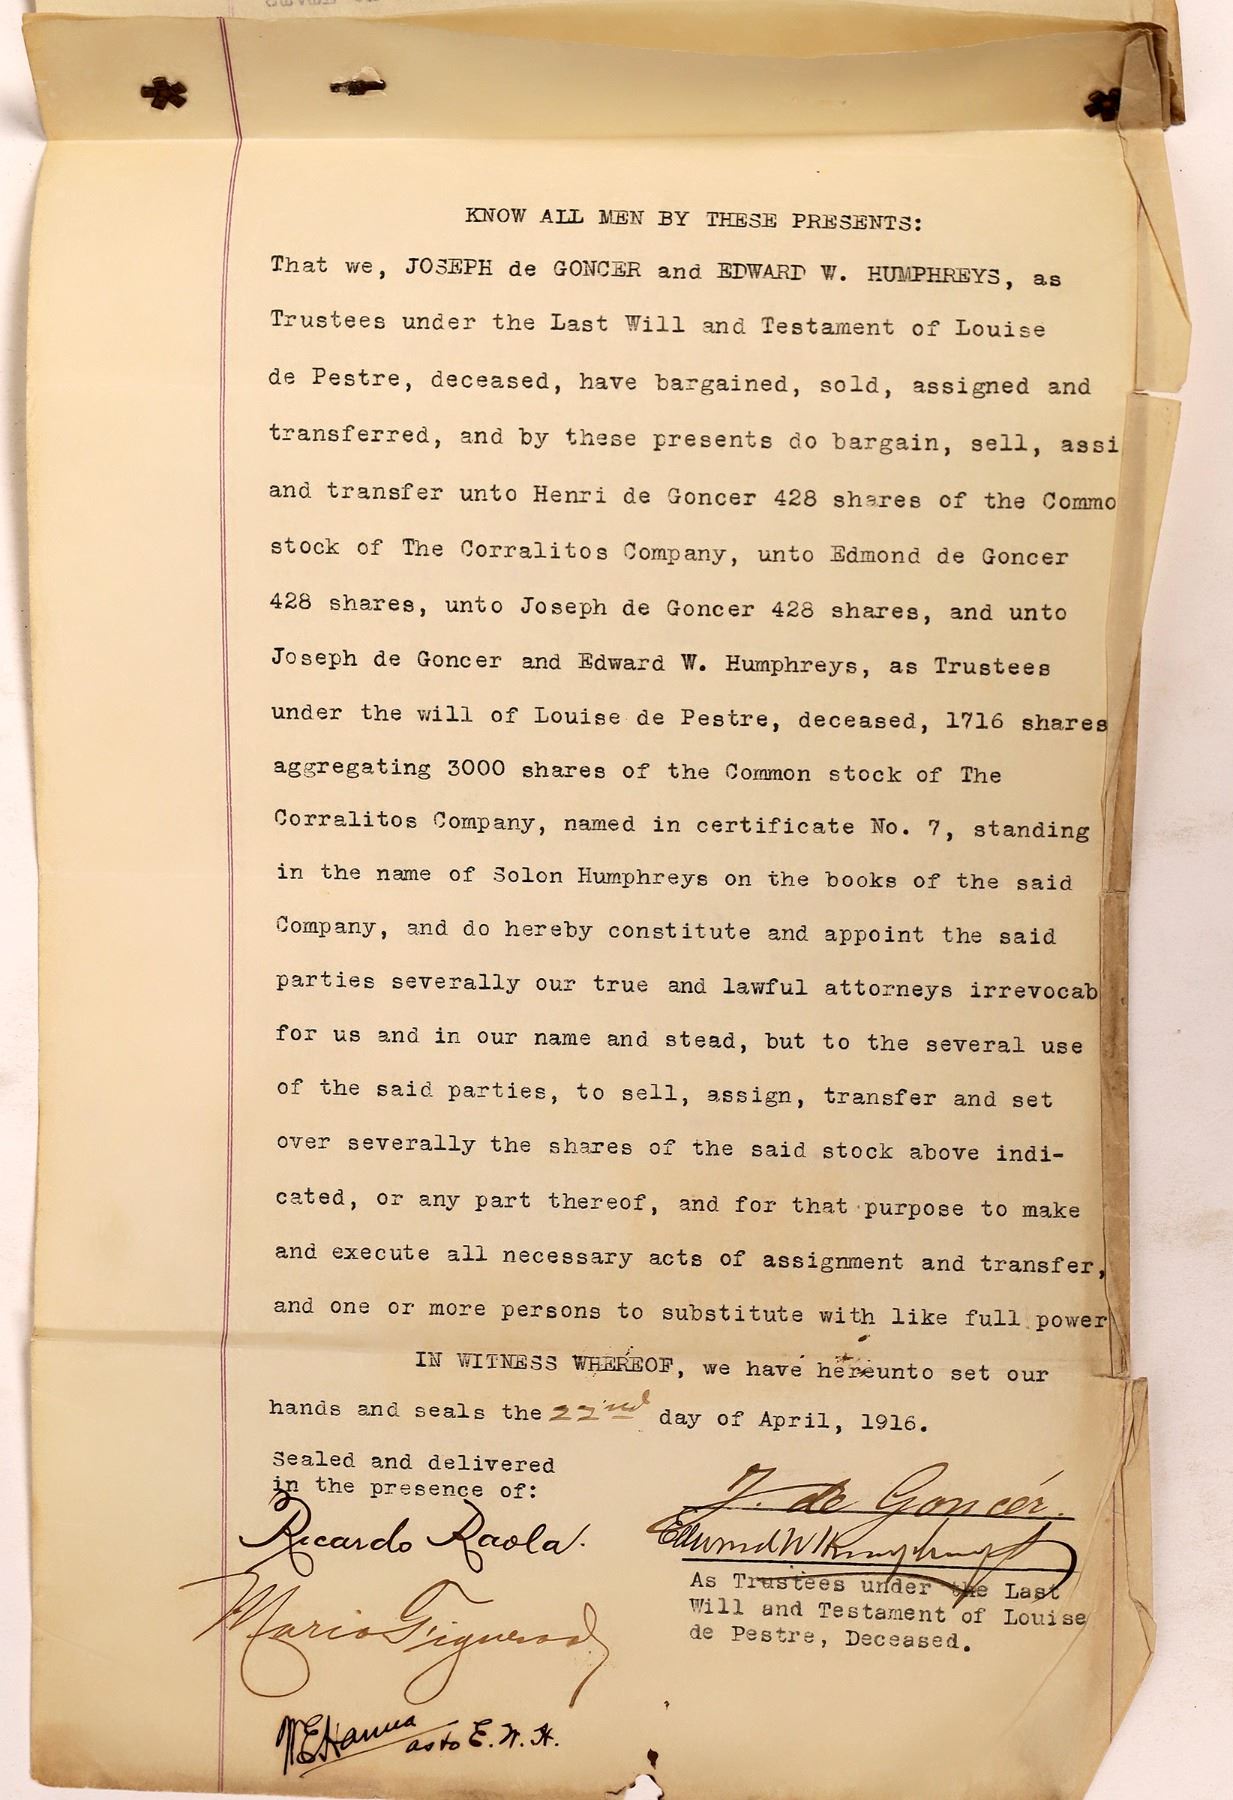 KNOW ALL MEN BY THESE PRESENTS:
That we, JOSEPH de GONCER and EDWARD W. HUMPHREYS, as
Trustees under the Last Will and Testament of Louise
de Pestre, deceased, have bargained, sold, assigned and
transferred, and by these presents do bargain, sell, assi
and transfer unto Henri de Goncer 428 shares of the Commo
stock of The Corralitos Company, unto Edmond de Goncer
428 shares, unto Joseph de Goncer 428 shares, and unto
Joseph de Goncer and Edward W. Humphreys, as Trustees
under the will of Louise de Pestre, deceased, 1716 shares
aggregating 3000 shares of the Common stock of The
Corralitos Company, named in certificate No. 7, standing
in the name of Solon Humphreys on the books of the said
Company, and do hereby constitute and appoint the said
parties severally our true and lawful attorneys irrevocab
for us and in our name and stead, but to the several use
of the said parties, to sell, assign, transfer and set
over severally the shares of the said stock above indi-
cated, or any part thereof, and for that purpose to make
and execute all necessary acts of assignment and transfer,
and one or more persons to substitute with like full power
IN WITNESS WHEREOF, we have hereunto set our
hands and seals the 22nd day of April, 1916.
Sealed and delivered
in the presence of:
J. de Goncér.
Ricardo Raola.
Edward W Humphreys
As Trustees under the Last
Will and Testament of Louise
de Pestre, Deceased.
Mario
Hanna as to E. W. H.